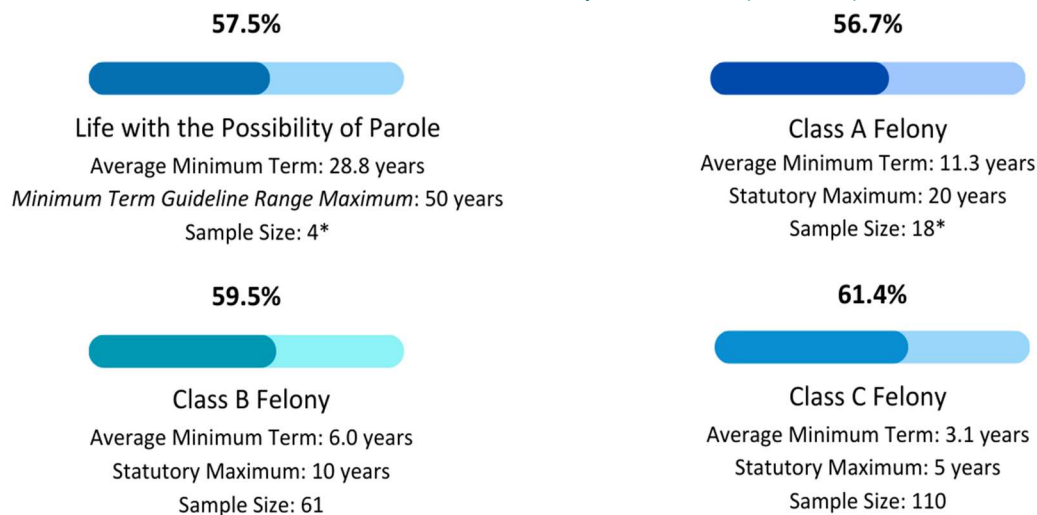 57.5%
Life with the Possibility of Parole
Average Minimum Term: 28.8 years
Minimum Term Guideline Range Maximum: 50 years
Sample Size: 4*
56.7%
Class A Felony
Average Minimum Term: 11.3 years
Statutory Maximum: 20 years
Sample Size: 18*
59.5%
Class B Felony
Average Minimum Term: 6.0 years
Statutory Maximum: 10 years
Sample Size: 61
61.4%
Class C Felony
Average Minimum Term: 3.1 years
Statutory Maximum: 5 years
Sample Size: 110